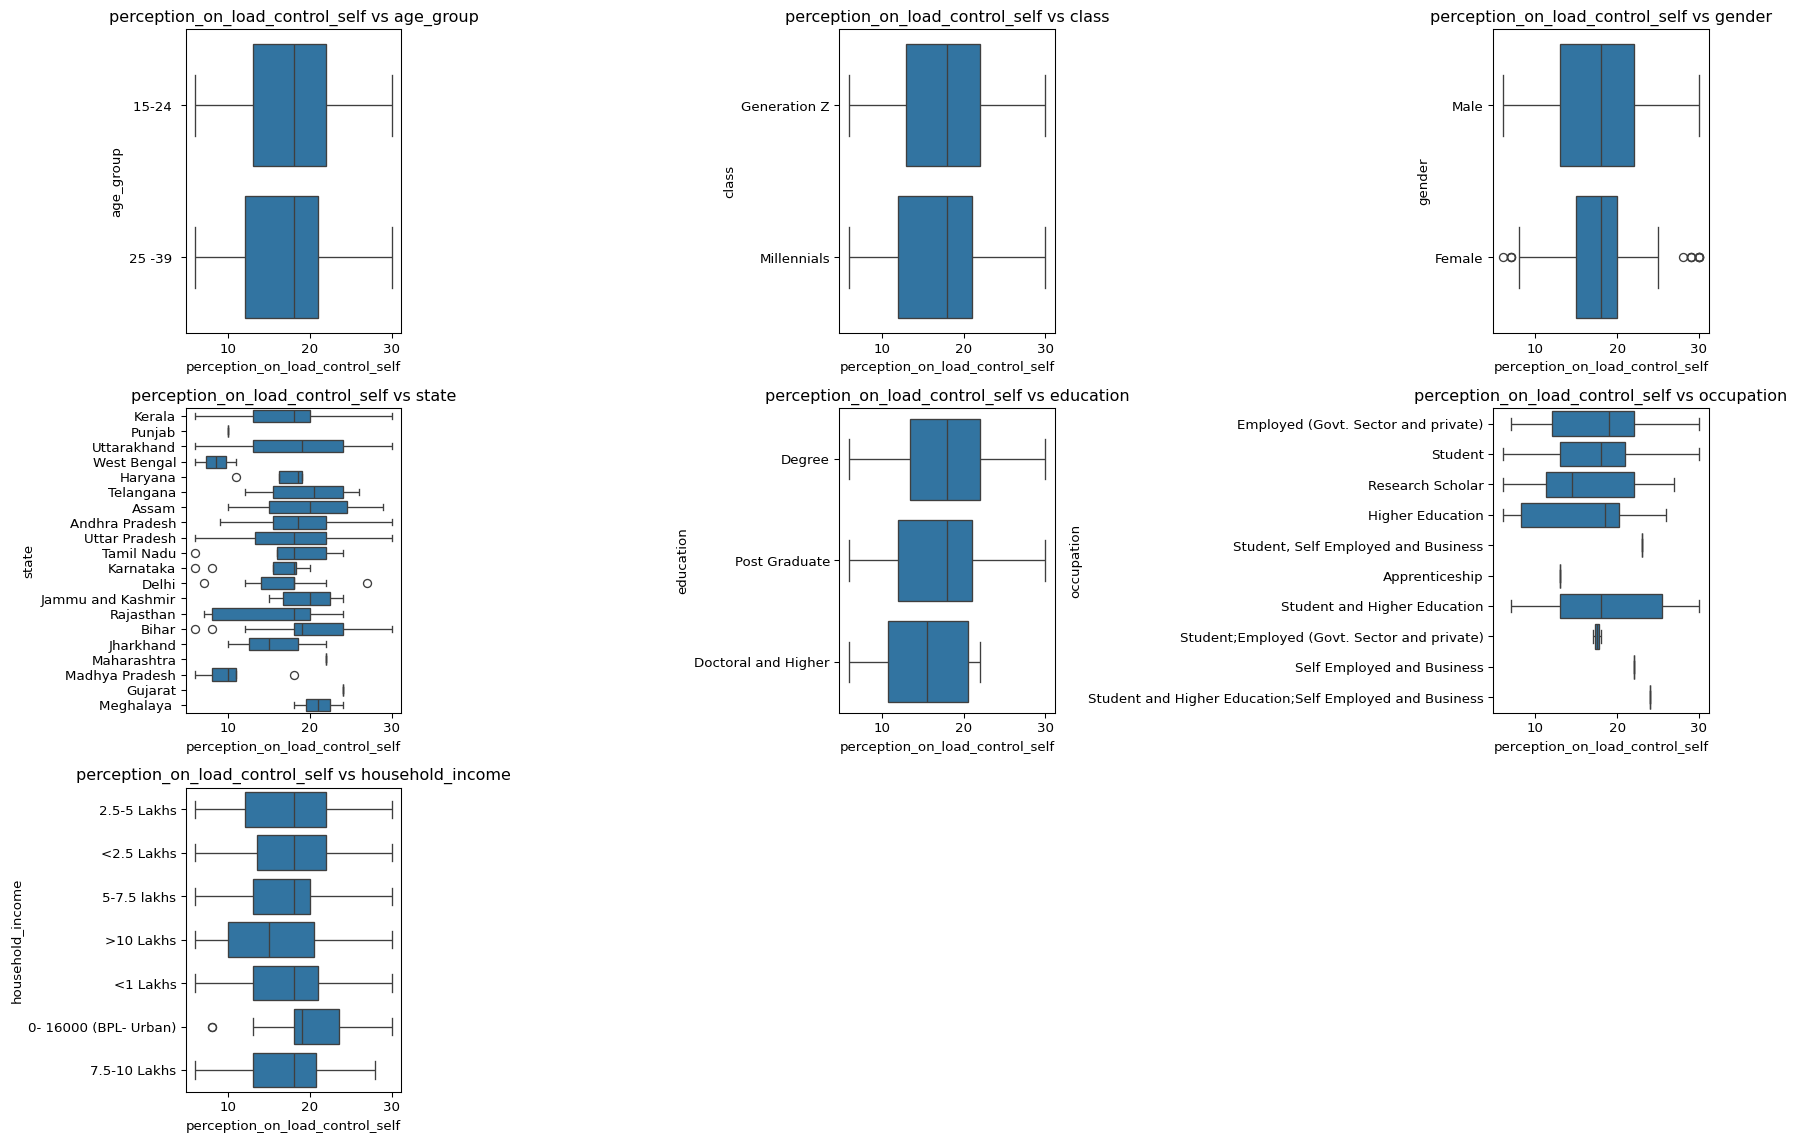 perception_on_load_control_self vs age_group
age_group
15-24
25 -39
10 20 30
perception_on_load_control_self
perception_on_load_control_self vs class
class
Generation Z
Millennials
10 20 30
perception_on_load_control_self
perception_on_load_control_self vs gender
gender
Male
Female
10 20 30
perception_on_load_control_self
perception_on_load_control_self vs state
state
Kerala
Punjab
Uttarakhand
West Bengal
Haryana
Telangana
Assam
Andhra Pradesh
Uttar Pradesh
Tamil Nadu
Karnataka
Delhi
Jammu and Kashmir
Rajasthan
Bihar
Jharkhand
Maharashtra
Madhya Pradesh
Gujarat
Meghalaya
10 20 30
perception_on_load_control_self
perception_on_load_control_self vs education
education
Degree
Post Graduate
Doctoral and Higher
10 20 30
perception_on_load_control_self
perception_on_load_control_self vs occupation
occupation
Employed (Govt. Sector and private)
Student
Research Scholar
Higher Education
Student, Self Employed and Business
Apprenticeship
Student and Higher Education
Student;Employed (Govt. Sector and private)
Self Employed and Business
Student and Higher Education;Self Employed and Business
10 20 30
perception_on_load_control_self
perception_on_load_control_self vs household_income
household_income
2.5-5 Lakhs
<2.5 Lakhs
5-7.5 lakhs
>10 Lakhs
<1 Lakhs
0- 16000 (BPL- Urban)
7.5-10 Lakhs
10 20 30
perception_on_load_control_self